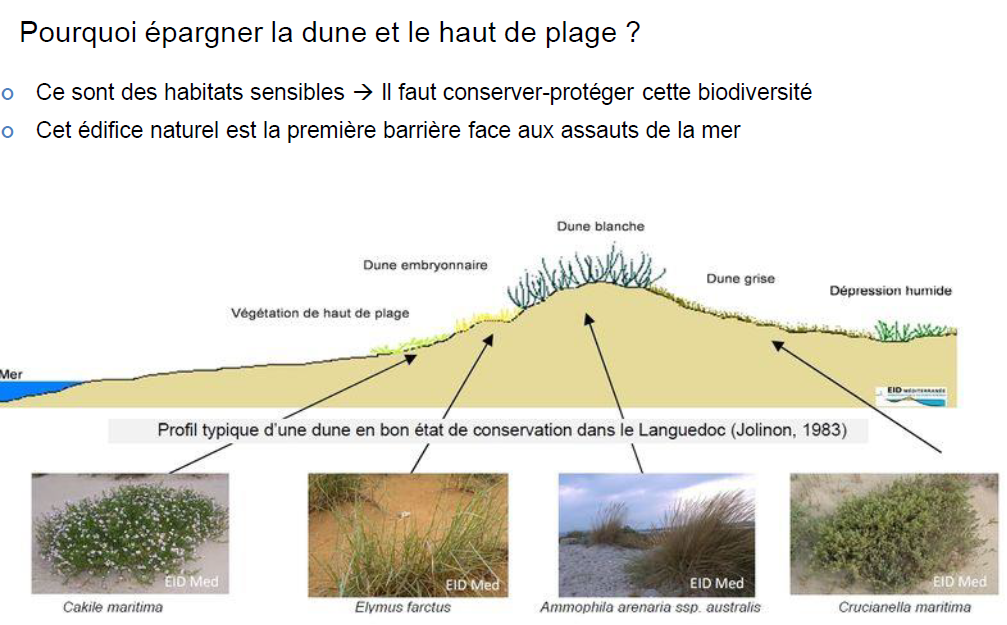 Pourquoi épargner la dune et le haut de plage ?
o Ce sont des habitats sensibles → Il faut conserver-protéger cette biodiversité
o Cet édifice naturel est la première barrière face aux assauts de la mer
Dune blanche
Dune embryonnaire
Dune grise
Dépression humide
Végétation de haut de plage
Mer
EID MÉDITERRANÉE
Profil typique d'une dune en bon état de conservation dans le Languedoc (Jolinon, 1983)
EID Med
EID Med
EID Med
EID Med
Cakile maritima
Elymus farctus
Ammophila arenaria ssp. australis
Crucianella maritima